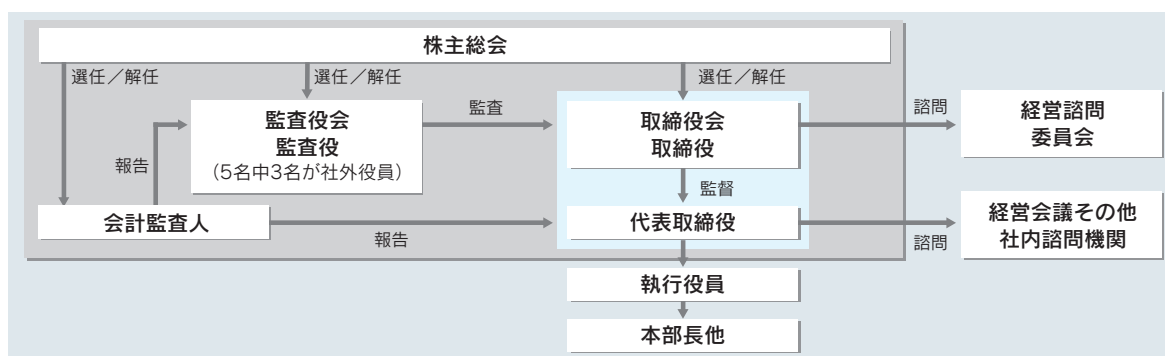 株主総会
選任／解任
選任／解任
選任／解任
監査役会
監査役
（5名中3名が社外役員）
監査
取締役会
取締役
諮問
経営諮問
委員会
報告
監督
会計監査人
報告
代表取締役
諮問
経営会議その他
社内諮問機関
執行役員
本部長他